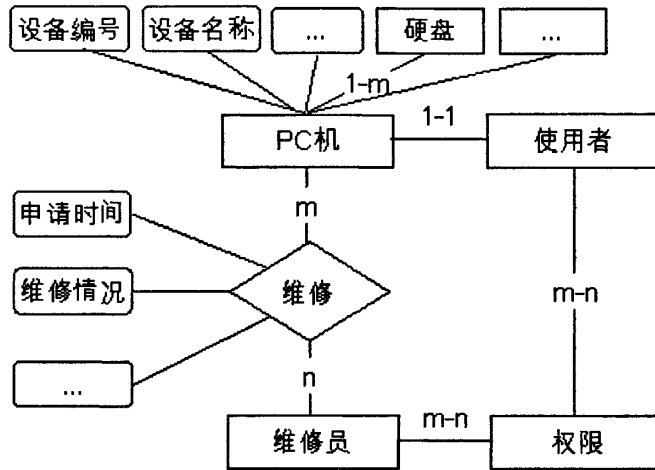 设备编号
设备名称
...
硬盘
...
1-m
PC机
1-1
使用者
m
申请时间
维修情况
维修
m-n
...
n
维修员
m-n
权限